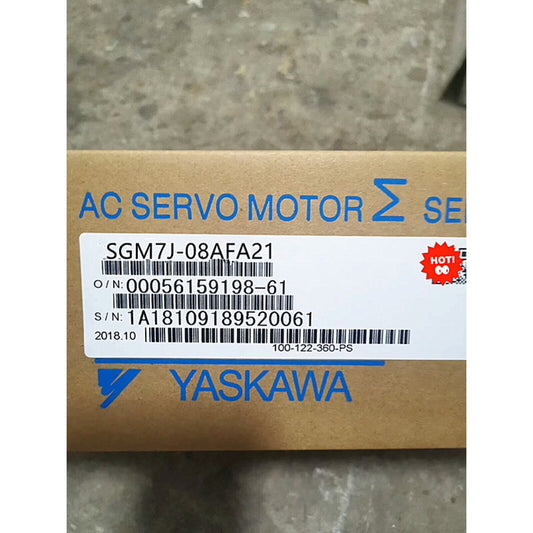 AC SERVO MOTOR Σ SE
SGM7J-08AFA21
HOT!
O/N: 00056159198-61
S/N: 1A18109189520061
2018.10
100-122-360-PS
YASKAWA